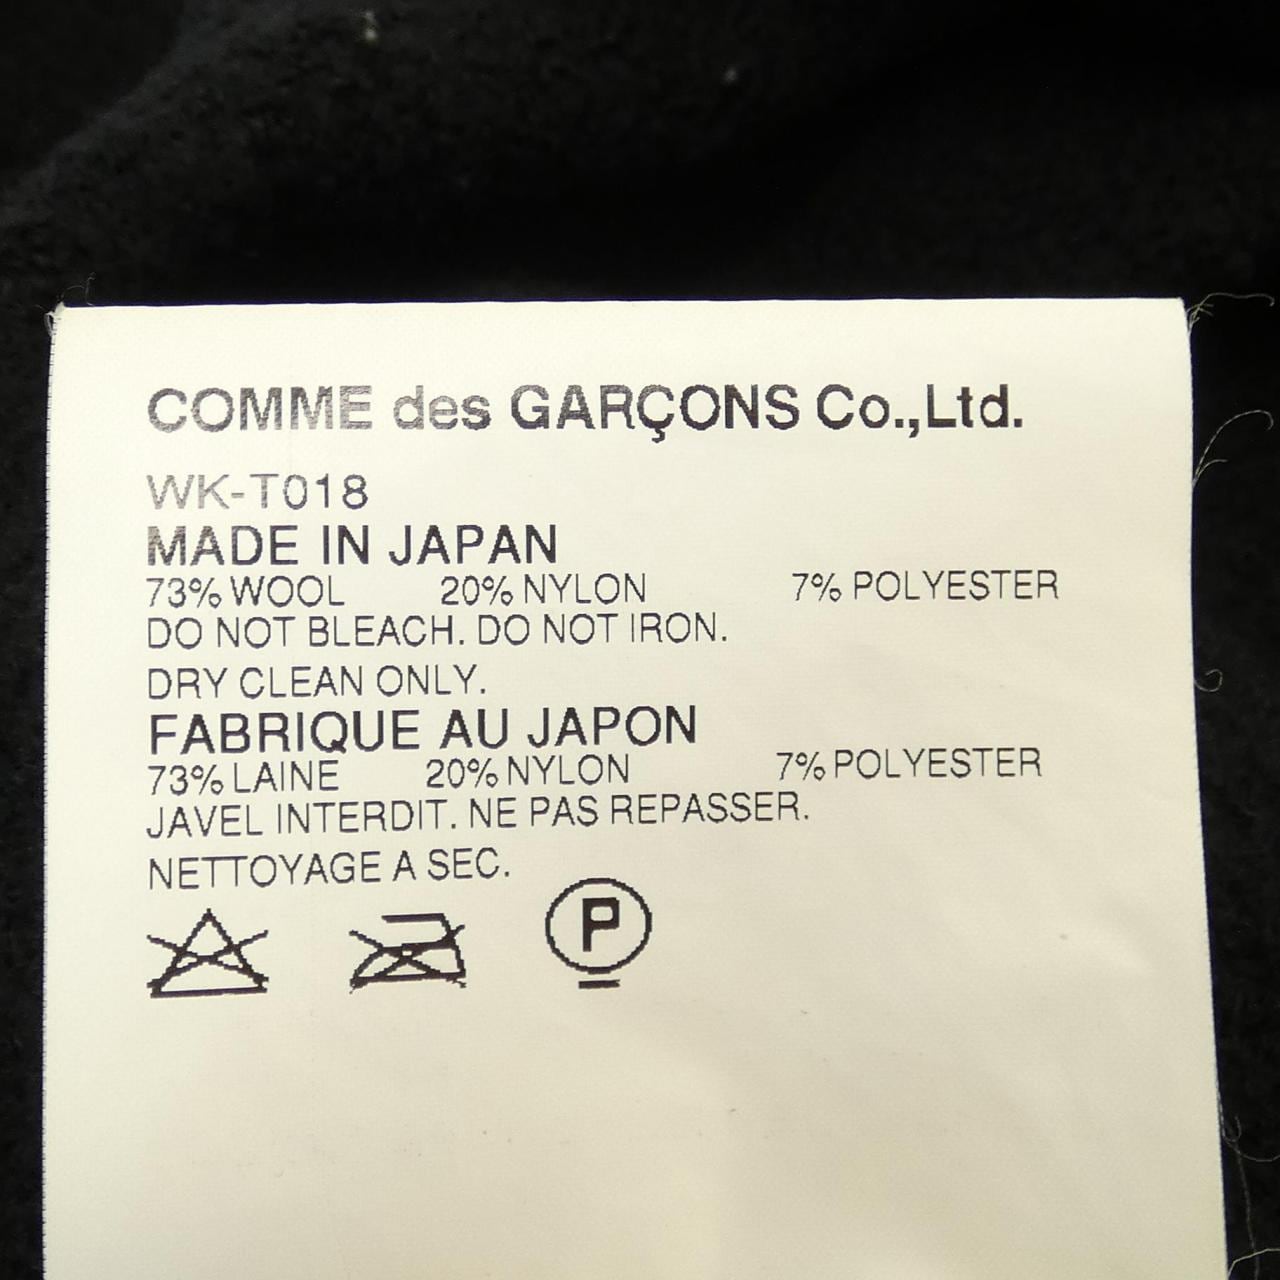 COMME des GARÇONS Co.,Ltd.
WK-T018
MADE IN JAPAN
73% WOOL 20% NYLON 7% POLYESTER
DO NOT BLEACH. DO NOT IRON.
DRY CLEAN ONLY.
FABRIQUE AU JAPON
73% LAINE 20% NYLON 7% POLYESTER
JAVEL INTERDIT. NE PAS REPASSER.
NETTOYAGE A SEC.
P